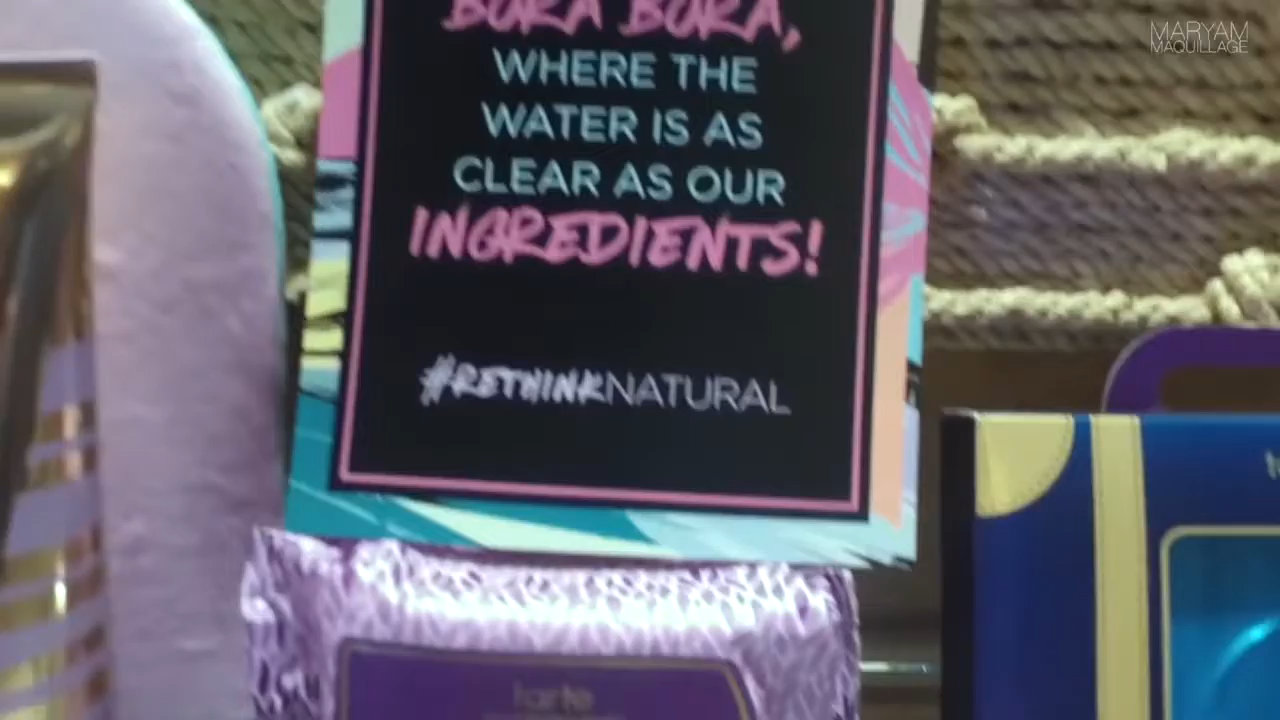 MARYAM
MAQUILLAGE
BORA BORA,
WHERE THE
WATER IS AS
CLEAR AS OUR
INGREDIENTS!
#RETHINKNATURAL
tarte